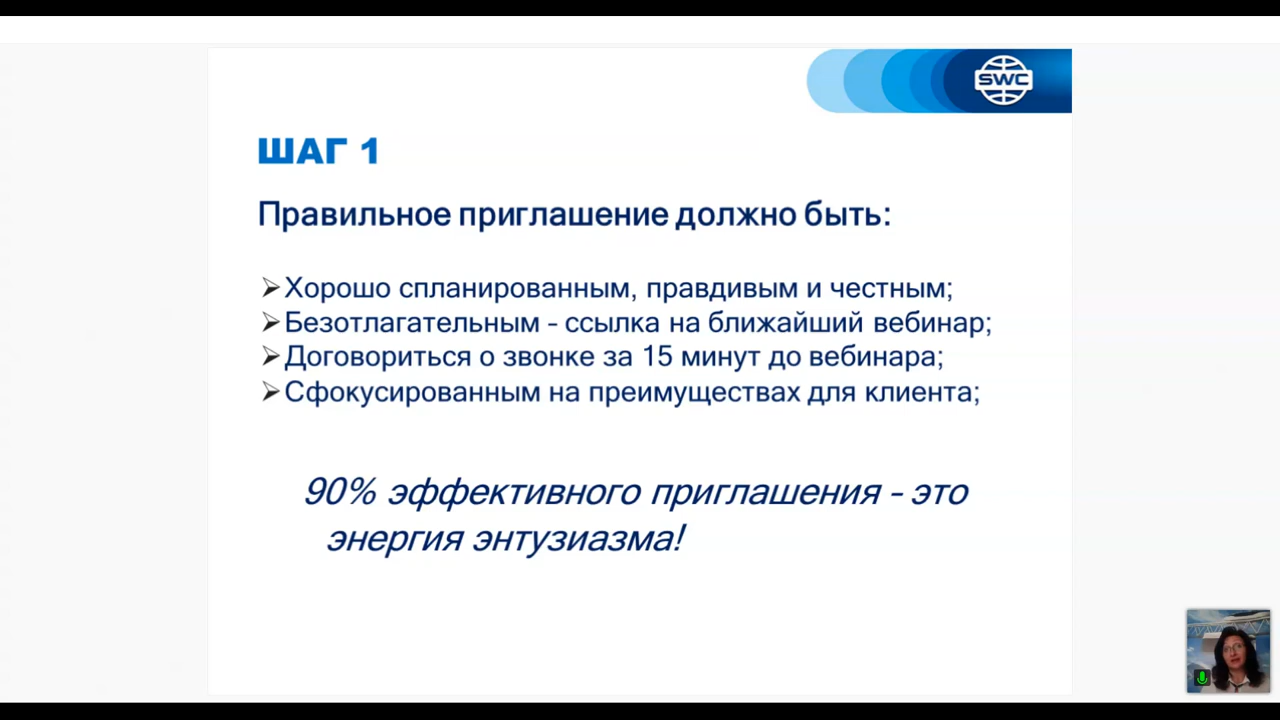 SWC
ШАГ 1
Правильное приглашение должно быть:
➢Хорошо спланированным, правдивым и честным;
➢Безотлагательным – ссылка на ближайший вебинар;
➢Договориться о звонке за 15 минут до вебинара;
➢Сфокусированным на преимуществах для клиента;
90% эффективного приглашения – это
энергия энтузиазма!